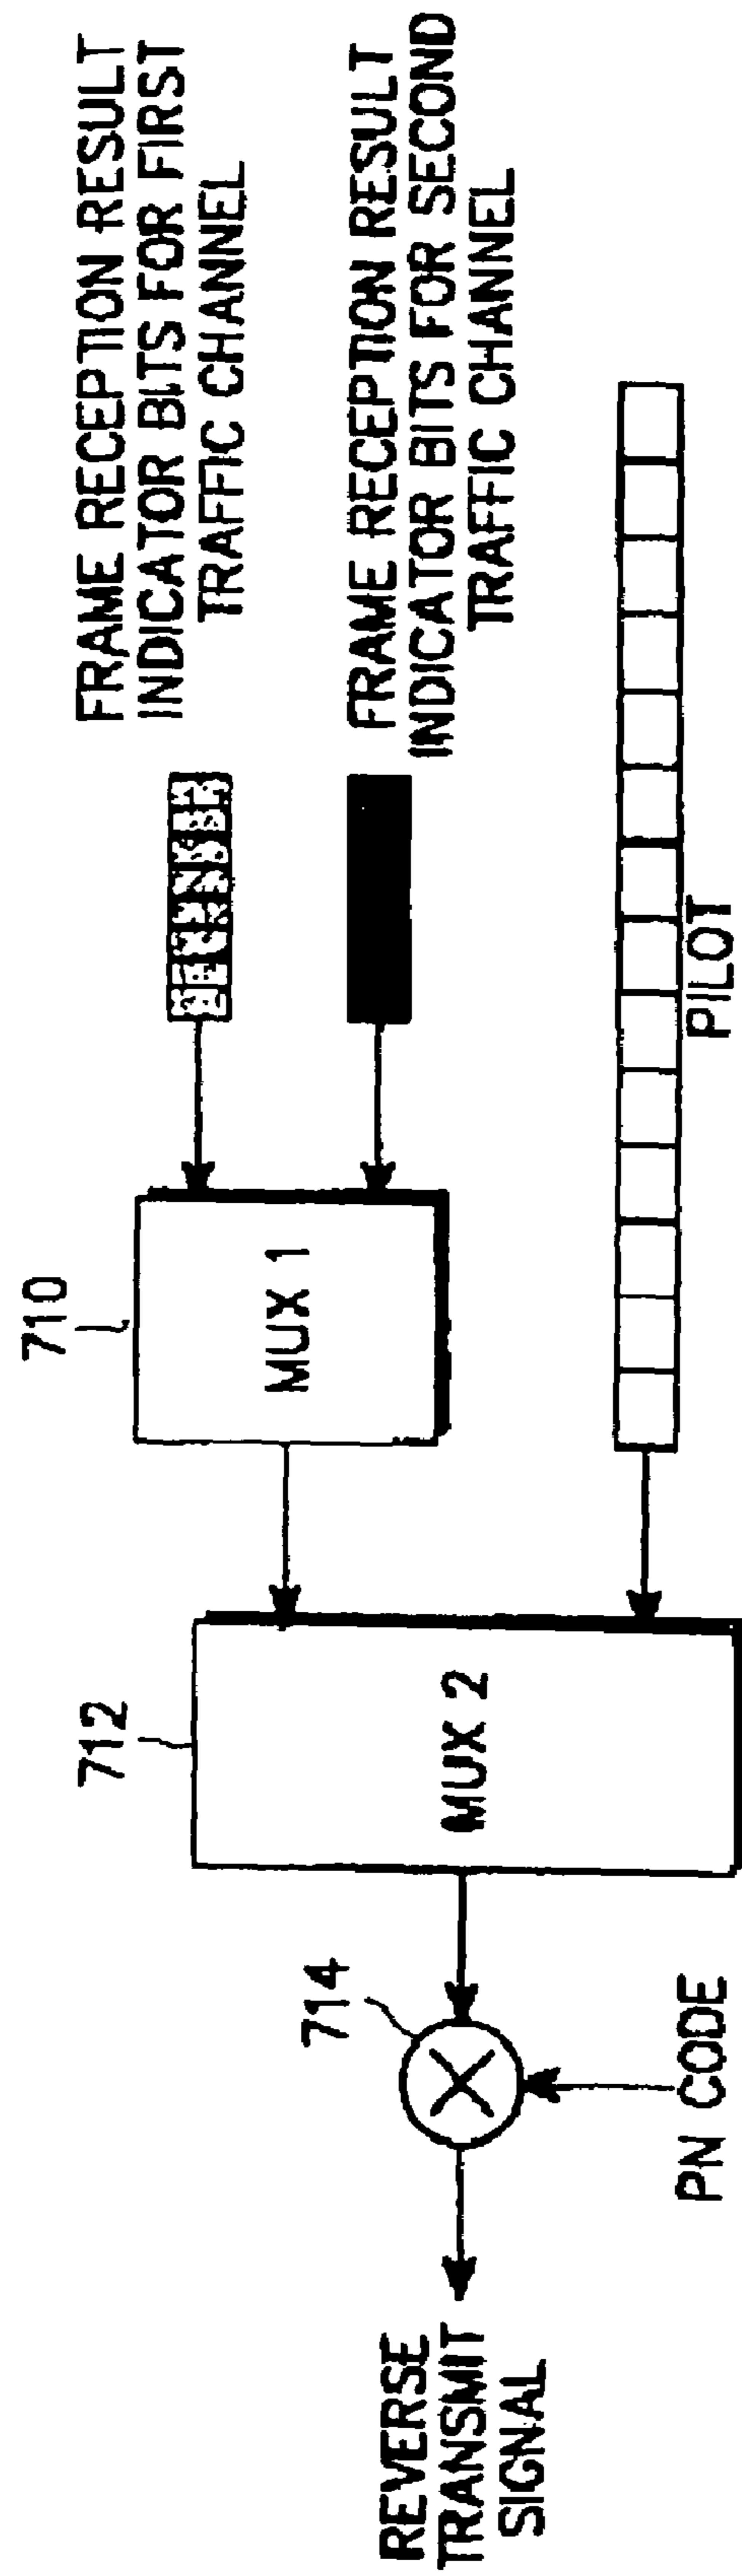 FRAME RECEPTION RESULT
INDICATOR BITS FOR FIRST
TRAFFIC CHANNEL
FRAME RECEPTION RESULT
INDICATOR BITS FOR SECOND
TRAFFIC CHANNEL
710
MUX 1
PILOT
712
MUX 2
714
PN CODE
REVERSE
TRANSMIT
SIGNAL